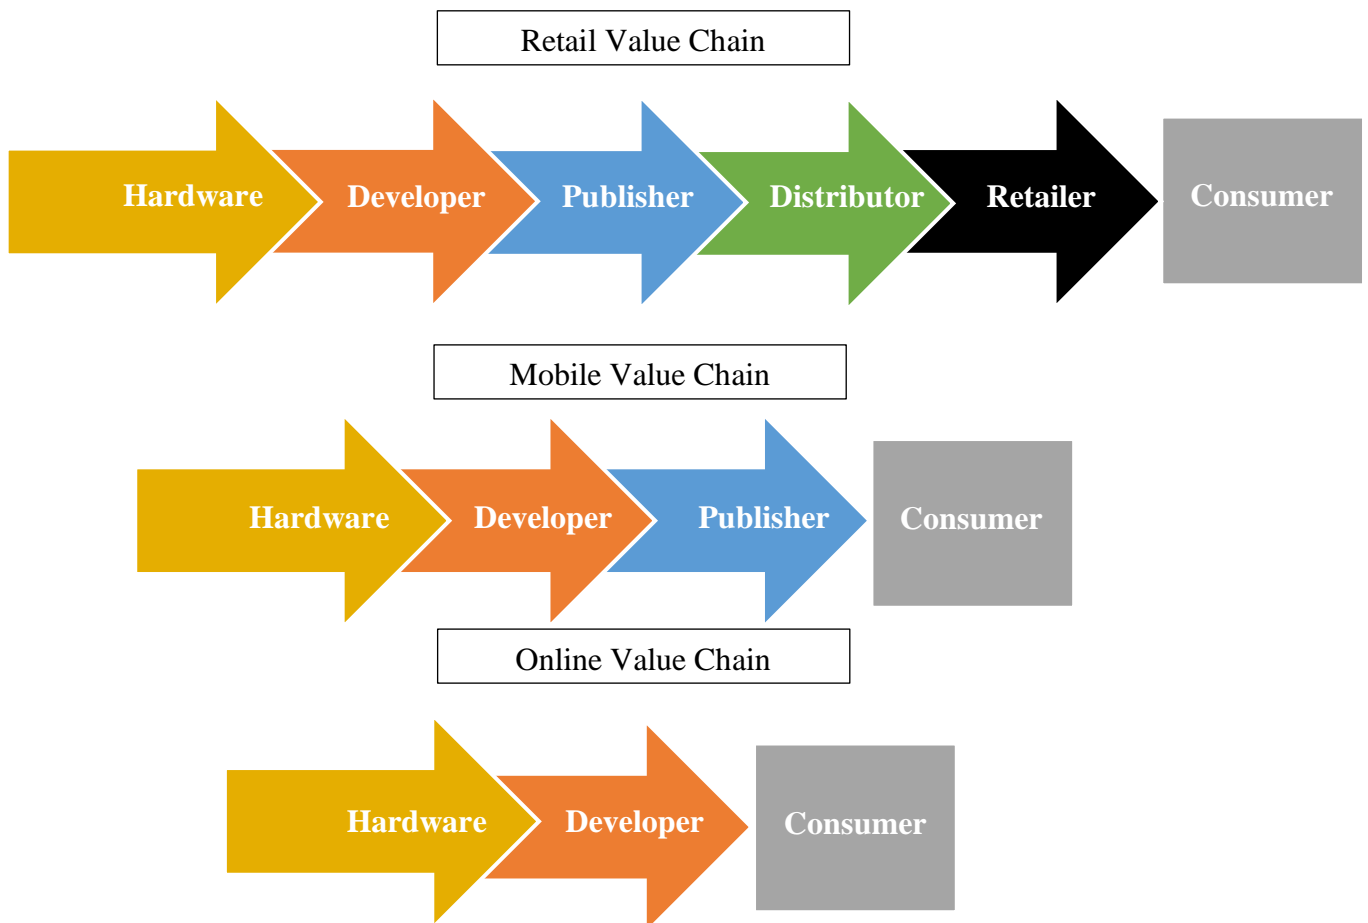 Retail Value Chain
Hardware
Developer
Publisher
Distributor
Retailer
Consumer
Mobile Value Chain
Hardware
Developer
Publisher
Consumer
Online Value Chain
Hardware
Developer
Consumer